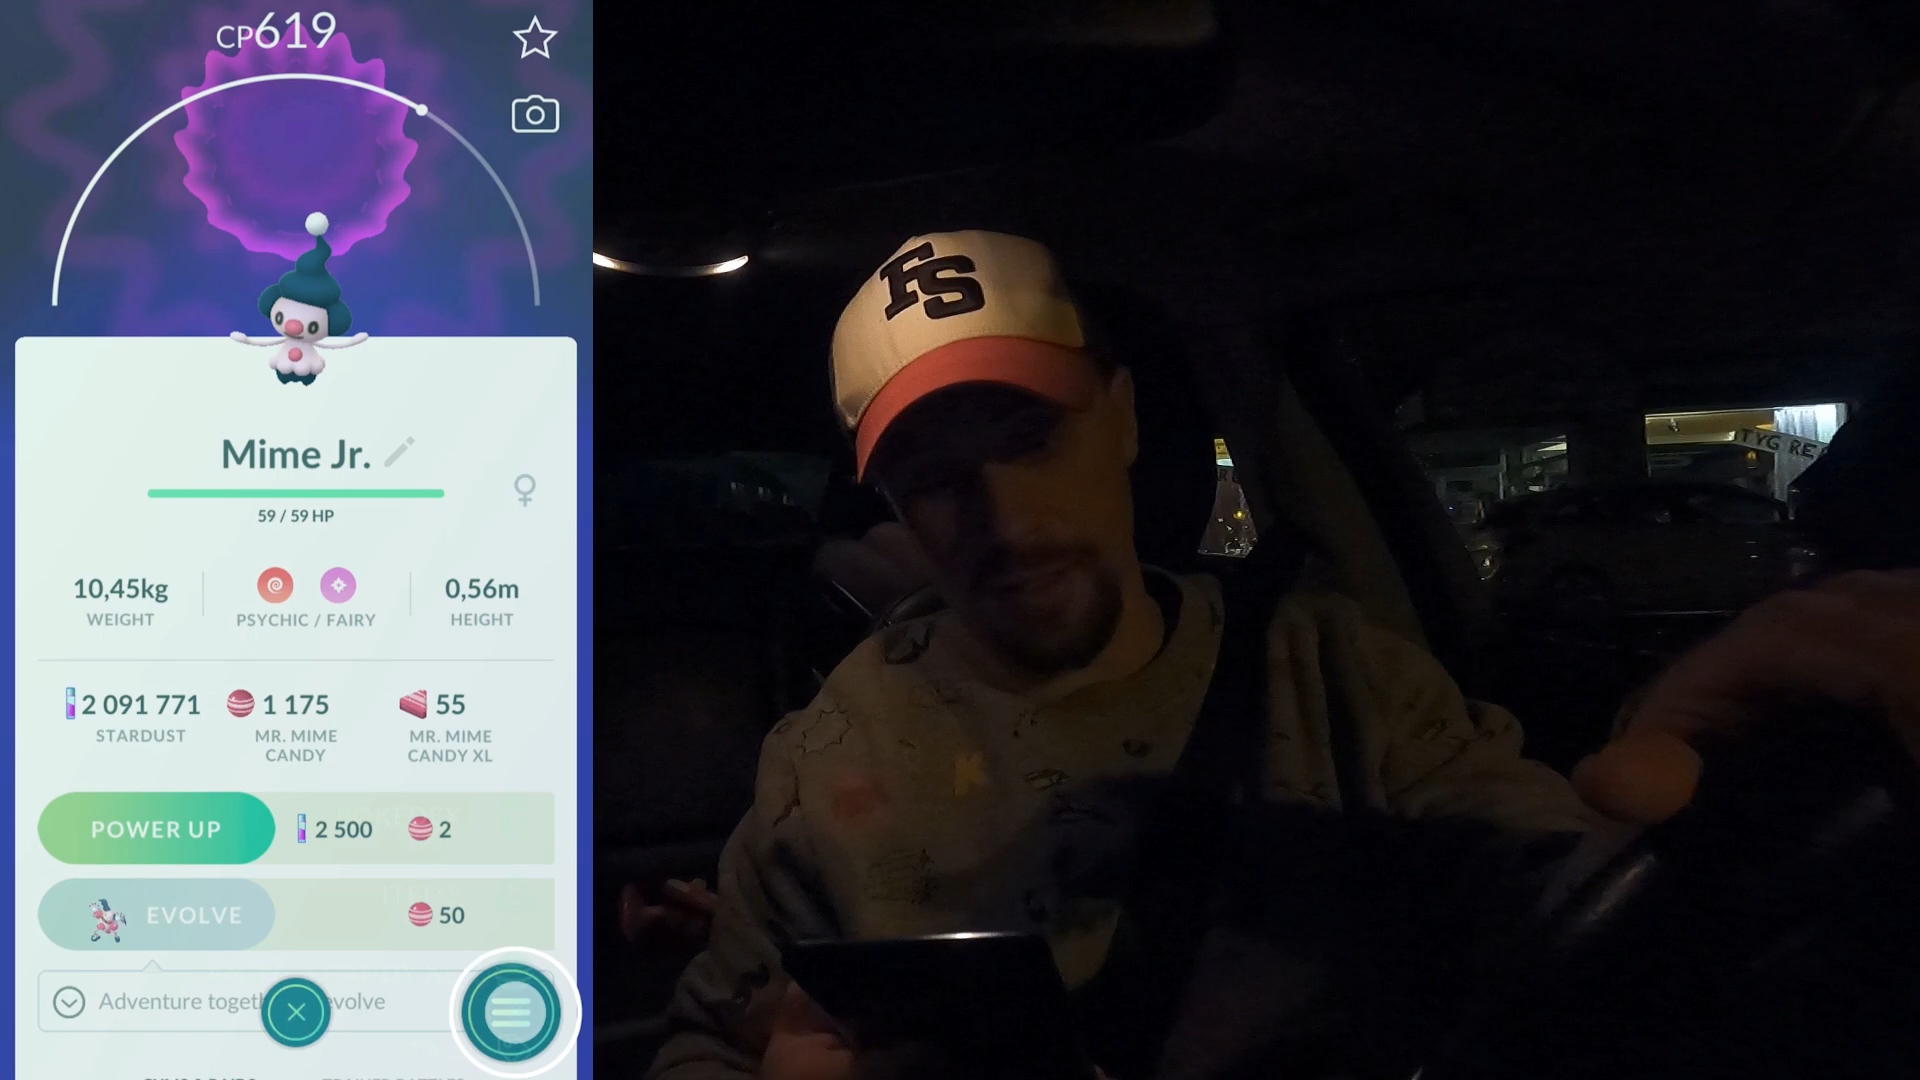 CP619
Mime Jr.
59 / 59 HP
10,45kg
WEIGHT
PSYCHIC / FAIRY
0,56m
HEIGHT
2 091 771
STARDUST
1 175
MR. MIME
CANDY
55
MR. MIME
CANDY XL
POWER UP
2 500
2
EVOLVE
50
Adventure
evolve
FS
TYG RE
K